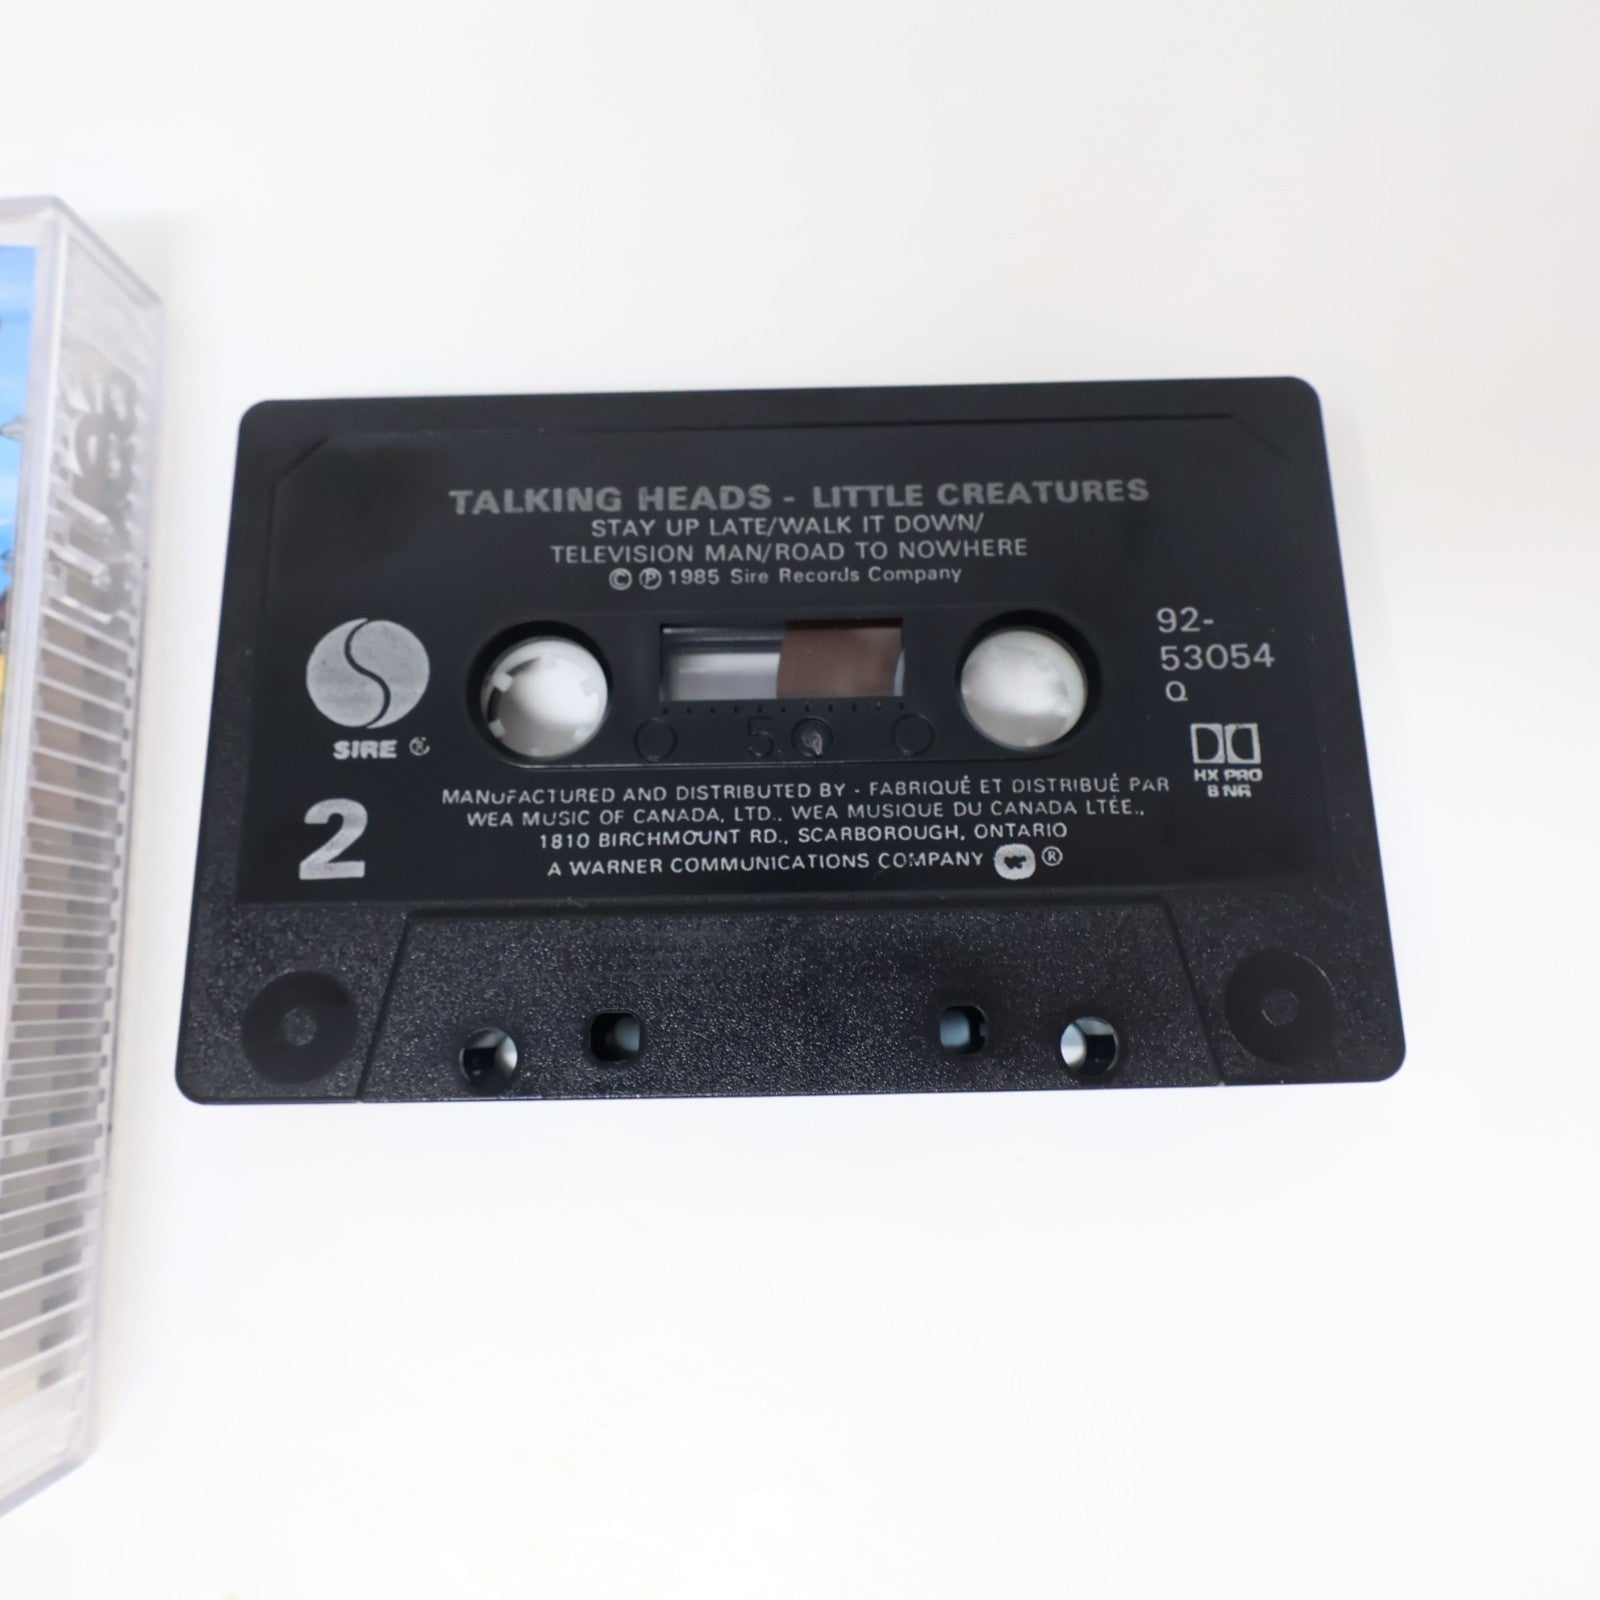 TALKING HEADS - LITTLE CREATURES
STAY UP LATE/WALK IT DOWN/
TELEVISION MAN/ROAD TO NOWHERE
© ℗ 1985 Sire Records Company
92-
53054
Q
SIRE ®
5
HX PRO
B NR
2
MANUFACTURED AND DISTRIBUTED BY - FABRIQUÉ ET DISTRIBUÉ PAR
WEA MUSIC OF CANADA, LTD., WEA MUSIQUE DU CANADA LTÉE.,
1810 BIRCHMOUNT RD., SCARBOROUGH, ONTARIO
A WARNER COMMUNICATIONS COMPANY ®